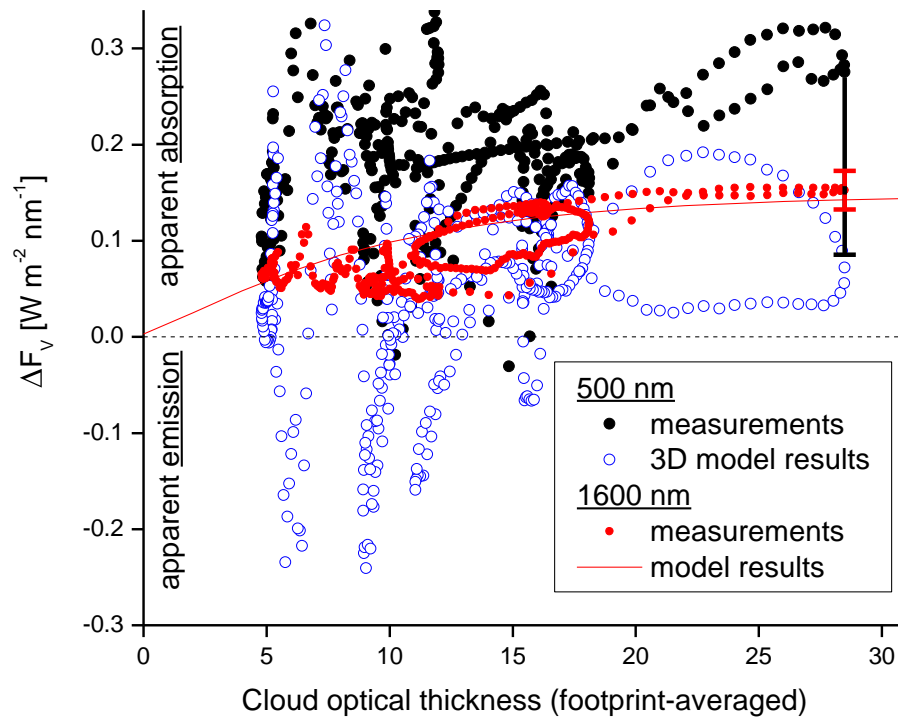 0.3
0.2
0.1
0.0
-0.1
-0.2
-0.3
ΔF_V [W m⁻² nm⁻¹]
apparent absorption
apparent emission
500 nm
measurements
3D model results
1600 nm
measurements
model results
0 5 10 15 20 25 30
Cloud optical thickness (footprint-averaged)